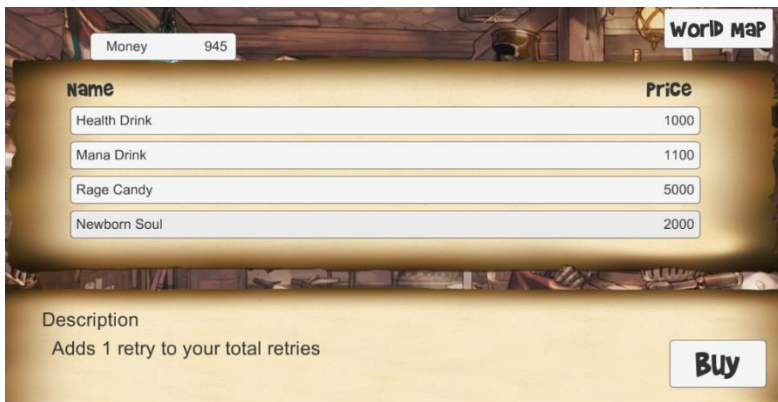 Money 945
World Map
Name Price
Health Drink 1000
Mana Drink 1100
Rage Candy 5000
Newborn Soul 2000
Description
Adds 1 retry to your total retries
Buy